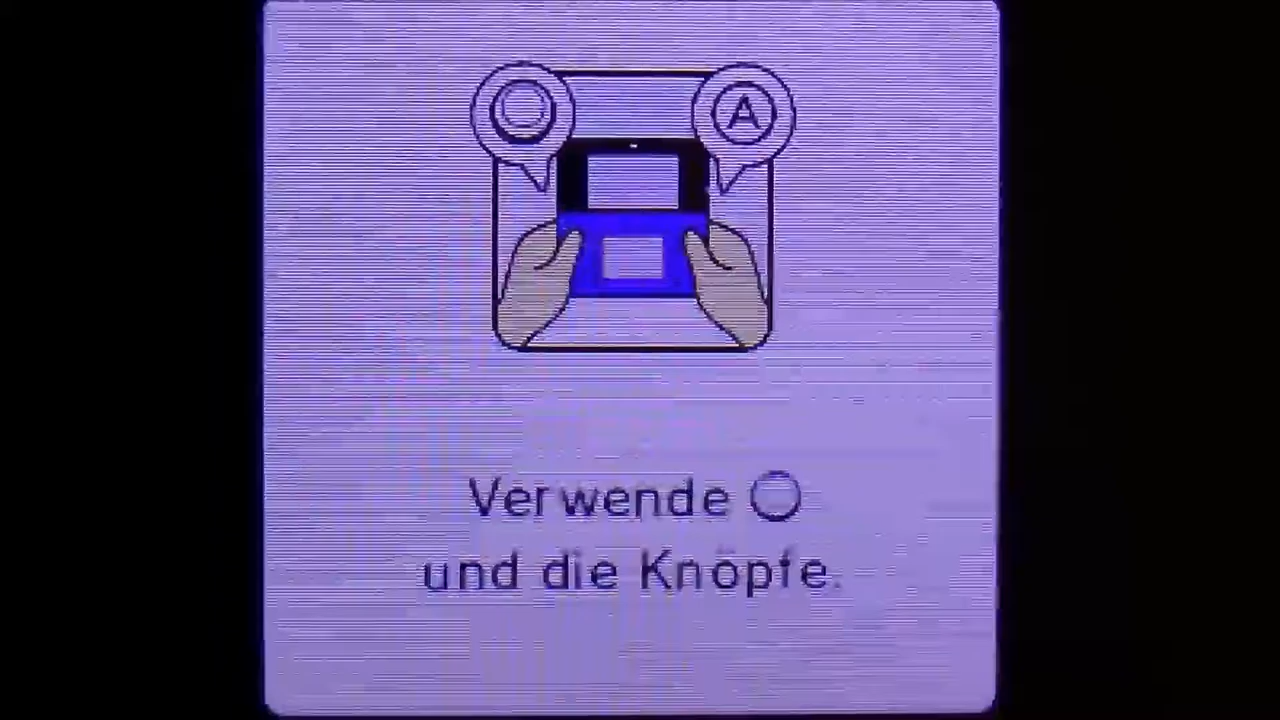 A
Verwende ◯
und die Knöpfe.